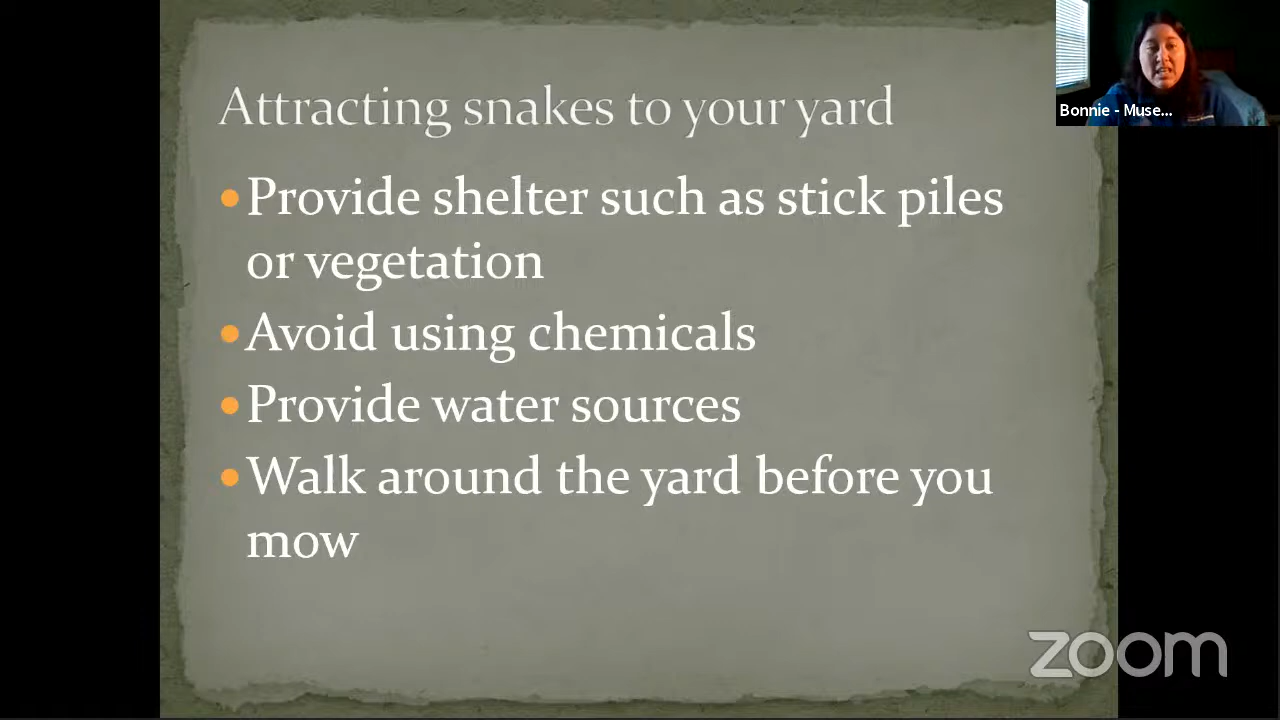 Attracting snakes to your yard
Bonnie - Muse...
Provide shelter such as stick piles
or vegetation
Avoid using chemicals
Provide water sources
Walk around the yard before you
mow
zoom